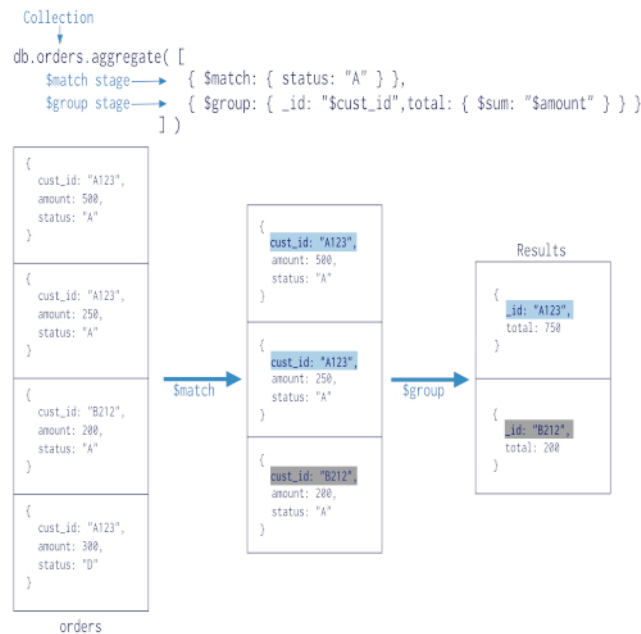 Collection
db.orders.aggregate( [
$match stage { $match: { status: "A" } },
$group stage { $group: { _id: "$cust_id",total: { $sum: "$amount" } } }
] )
{
cust_id: "A123",
amount: 500,
status: "A"
}
{
cust_id: "A123",
amount: 250,
status: "A"
}
{
cust_id: "B212",
amount: 200,
status: "A"
}
{
cust_id: "A123",
amount: 300,
status: "D"
}
orders
$match
{
cust_id: "A123",
amount: 500,
status: "A"
}
{
cust_id: "A123",
amount: 250,
status: "A"
}
{
cust_id: "B212",
amount: 200,
status: "A"
}
$group
Results
{
_id: "A123",
total: 750
}
{
_id: "B212",
total: 200
}